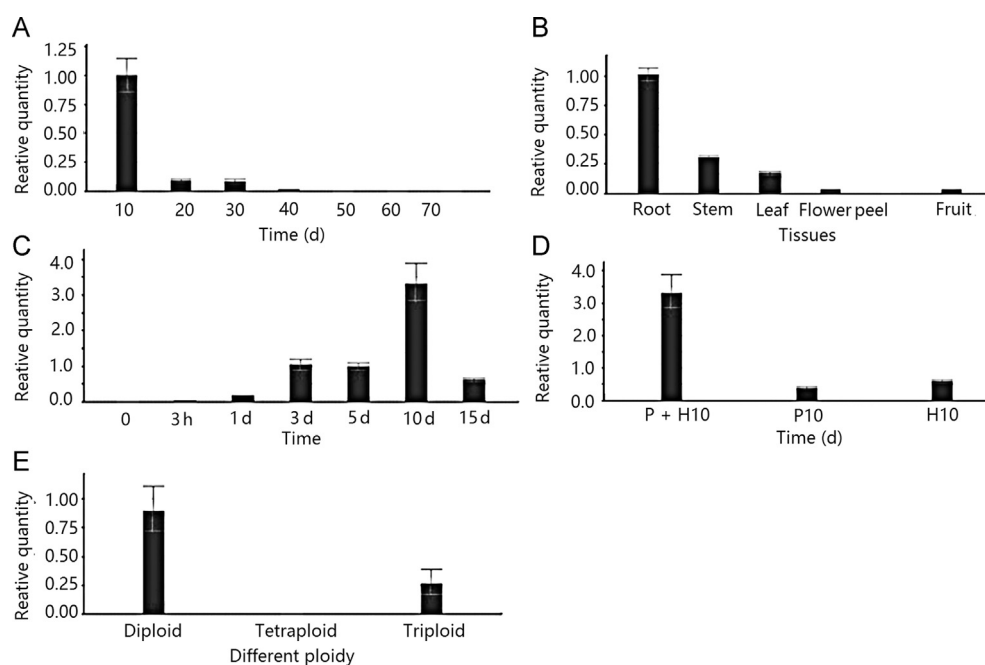 A
Reative quantity
1.25
1.00
0.75
0.50
0.25
0.00
10 20 30 40 50 60 70
Time (d)
B
Reative quantity
1.00
0.75
0.50
0.25
0.00
Root Stem Leaf Flower peel Fruit
Tissues
C
Reative quantity
4.0
3.0
2.0
1.0
0.0
0 3 h 1 d 3 d 5 d 10 d 15 d
Time
D
Reative quantity
4.0
3.0
2.0
1.0
0.0
P + H10 P10 H10
Time (d)
E
Reative quantity
1.00
0.75
0.50
0.25
0.00
Diploid Tetraploid Triploid
Different ploidy